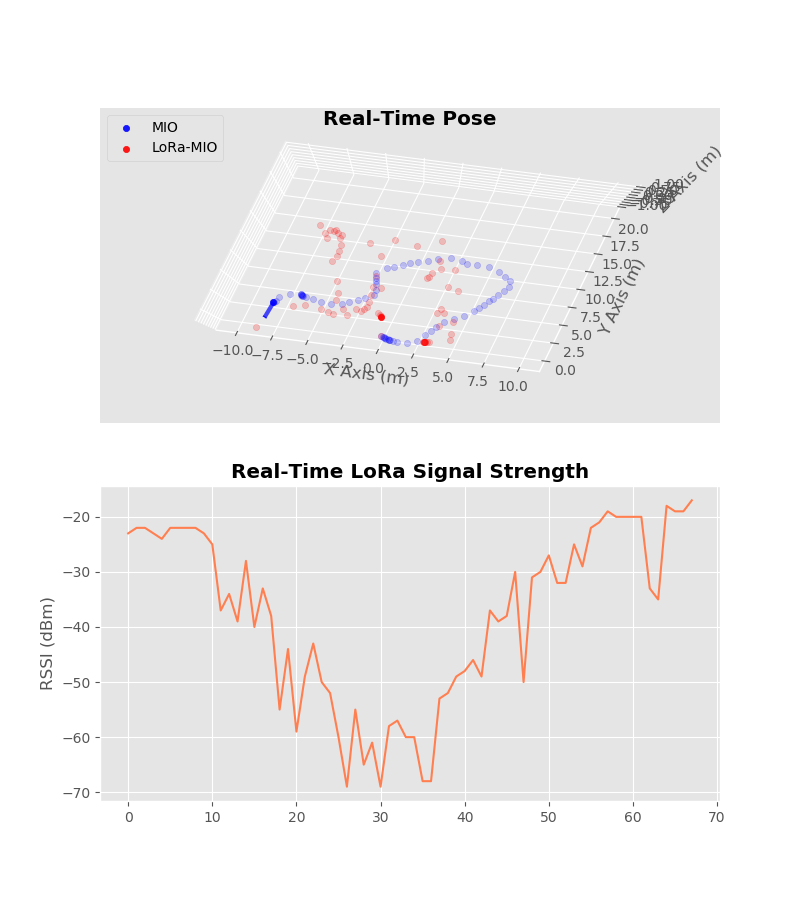 Real-Time Pose
MIO
LoRa-MIO
Z Axis (m)
20.0
17.5
15.0
12.5
10.0
7.5
5.0
2.5
0.0
Y Axis (m)
−10.0 −7.5 −5.0 −2.5 0.0 2.5 5.0 7.5 10.0
X Axis (m)
Real-Time LoRa Signal Strength
−20
−30
−40
−50
−60
−70
RSSI (dBm)
0 10 20 30 40 50 60 70